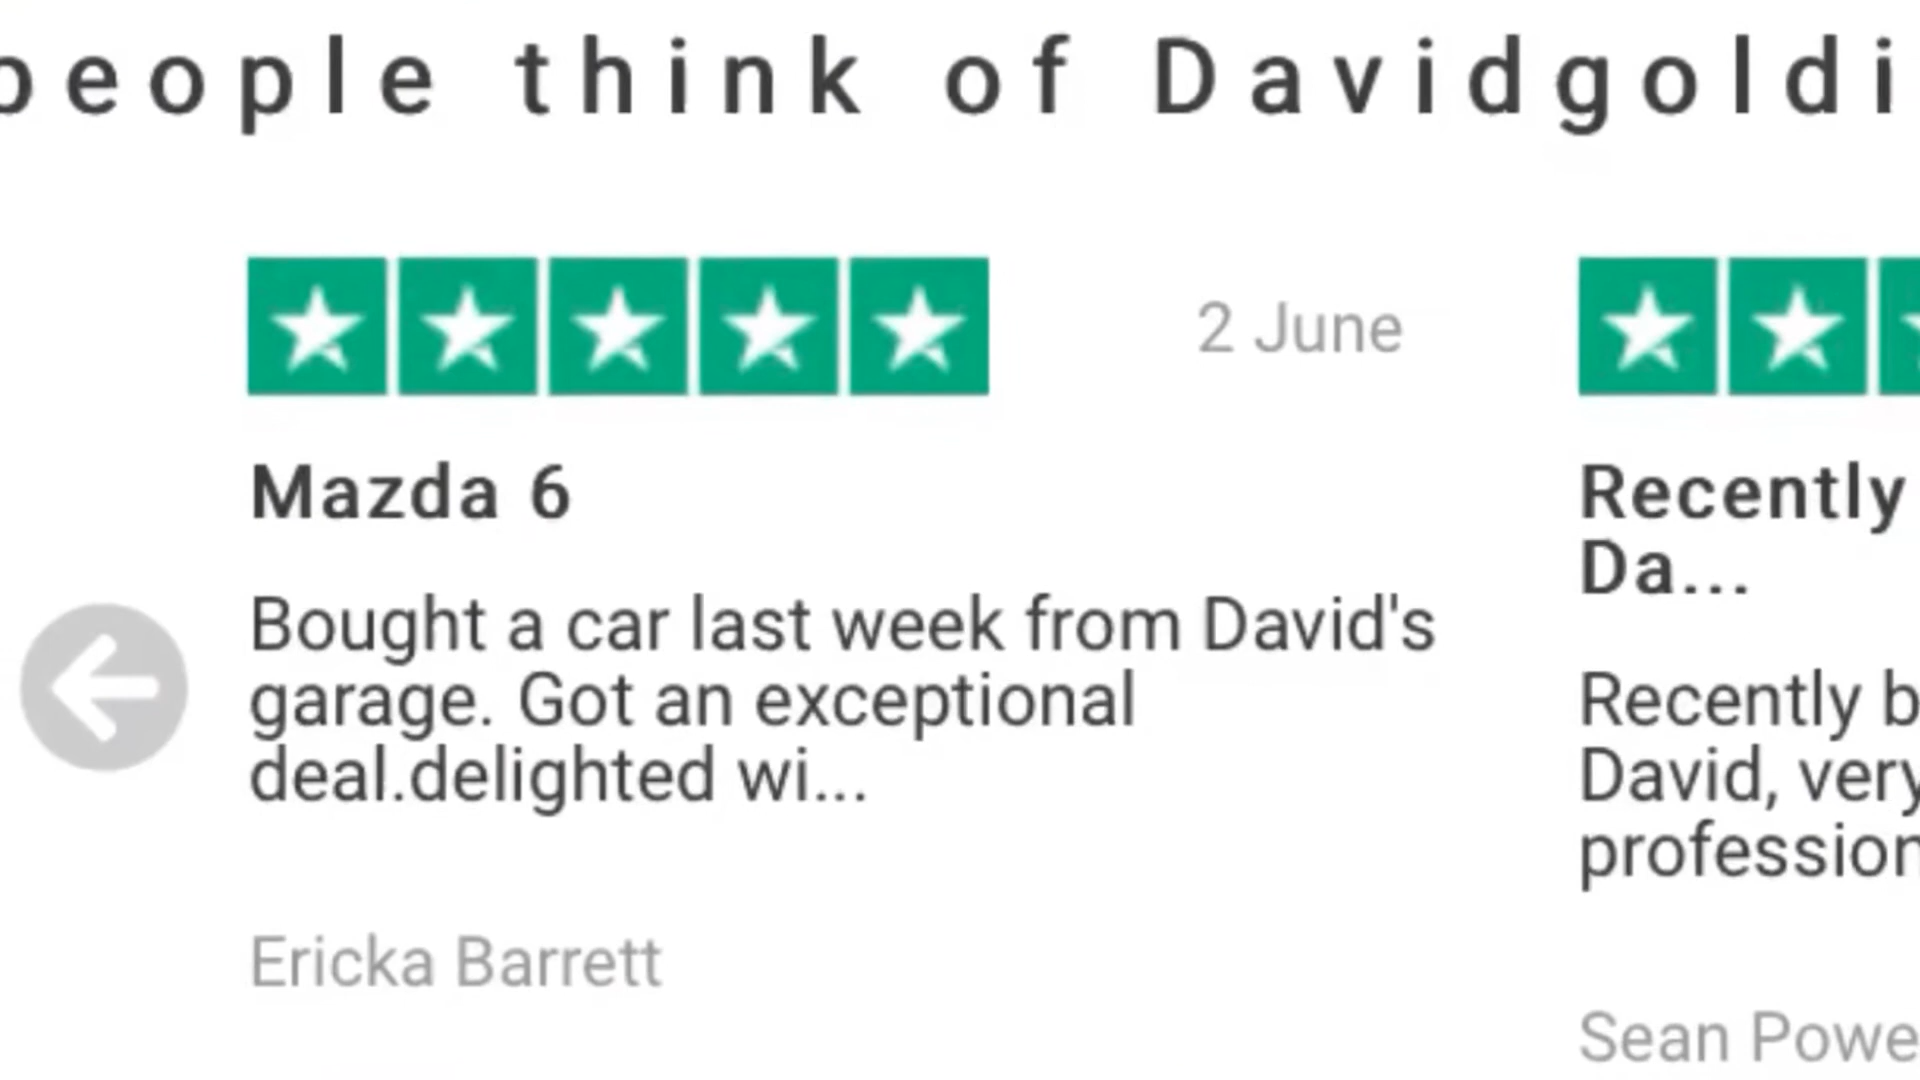 people think of Davidgoldi
2 June
Mazda 6
Bought a car last week from David's
garage. Got an exceptional
deal.delighted wi...
Ericka Barrett
Recently
Da...
Recently b
David, very
profession
Sean Powe